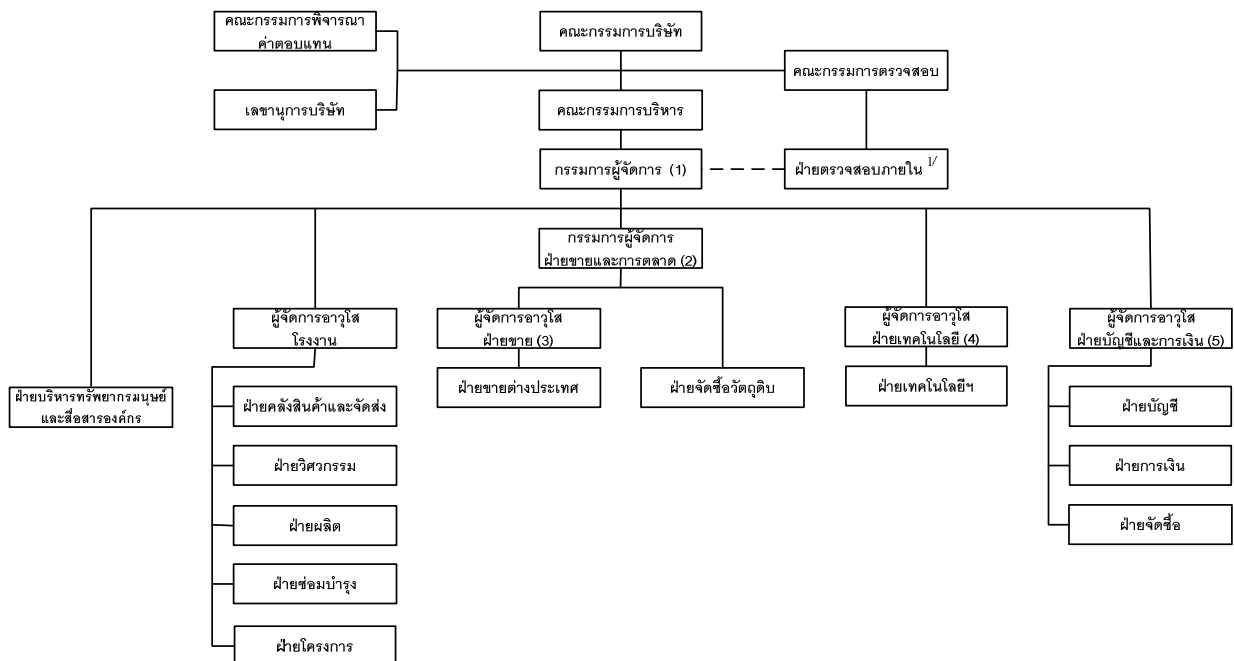 คณะกรรมการพิจารณา
ค่าตอบแทน
คณะกรรมการบริษัท
คณะกรรมการตรวจสอบ
เลขานุการบริษัท
คณะกรรมการบริหาร
กรรมการผู้จัดการ (1)
ฝ่ายตรวจสอบภายใน 1/
กรรมการผู้จัดการ
ฝ่ายขายและการตลาด (2)
ผู้จัดการอาวุโส
โรงงาน
ผู้จัดการอาวุโส
ฝ่ายขาย (3)
ผู้จัดการอาวุโส
ฝ่ายเทคโนโลยี (4)
ผู้จัดการอาวุโส
ฝ่ายบัญชีและการเงิน (5)
ฝ่ายบริหารทรัพยากรมนุษย์
และสื่อสารองค์กร
ฝ่ายคลังสินค้าและจัดส่ง
ฝ่ายวิศวกรรม
ฝ่ายผลิต
ฝ่ายซ่อมบำรุง
ฝ่ายโครงการ
ฝ่ายขายต่างประเทศ
ฝ่ายจัดซื้อวัตถุดิบ
ฝ่ายเทคโนโลยีฯ
ฝ่ายบัญชี
ฝ่ายการเงิน
ฝ่ายจัดซื้อ